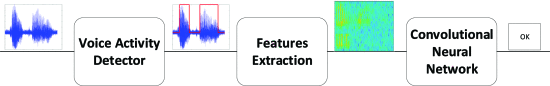 Voice Activity
Detector
Features
Extraction
Convolutional
Neural
Network
OK